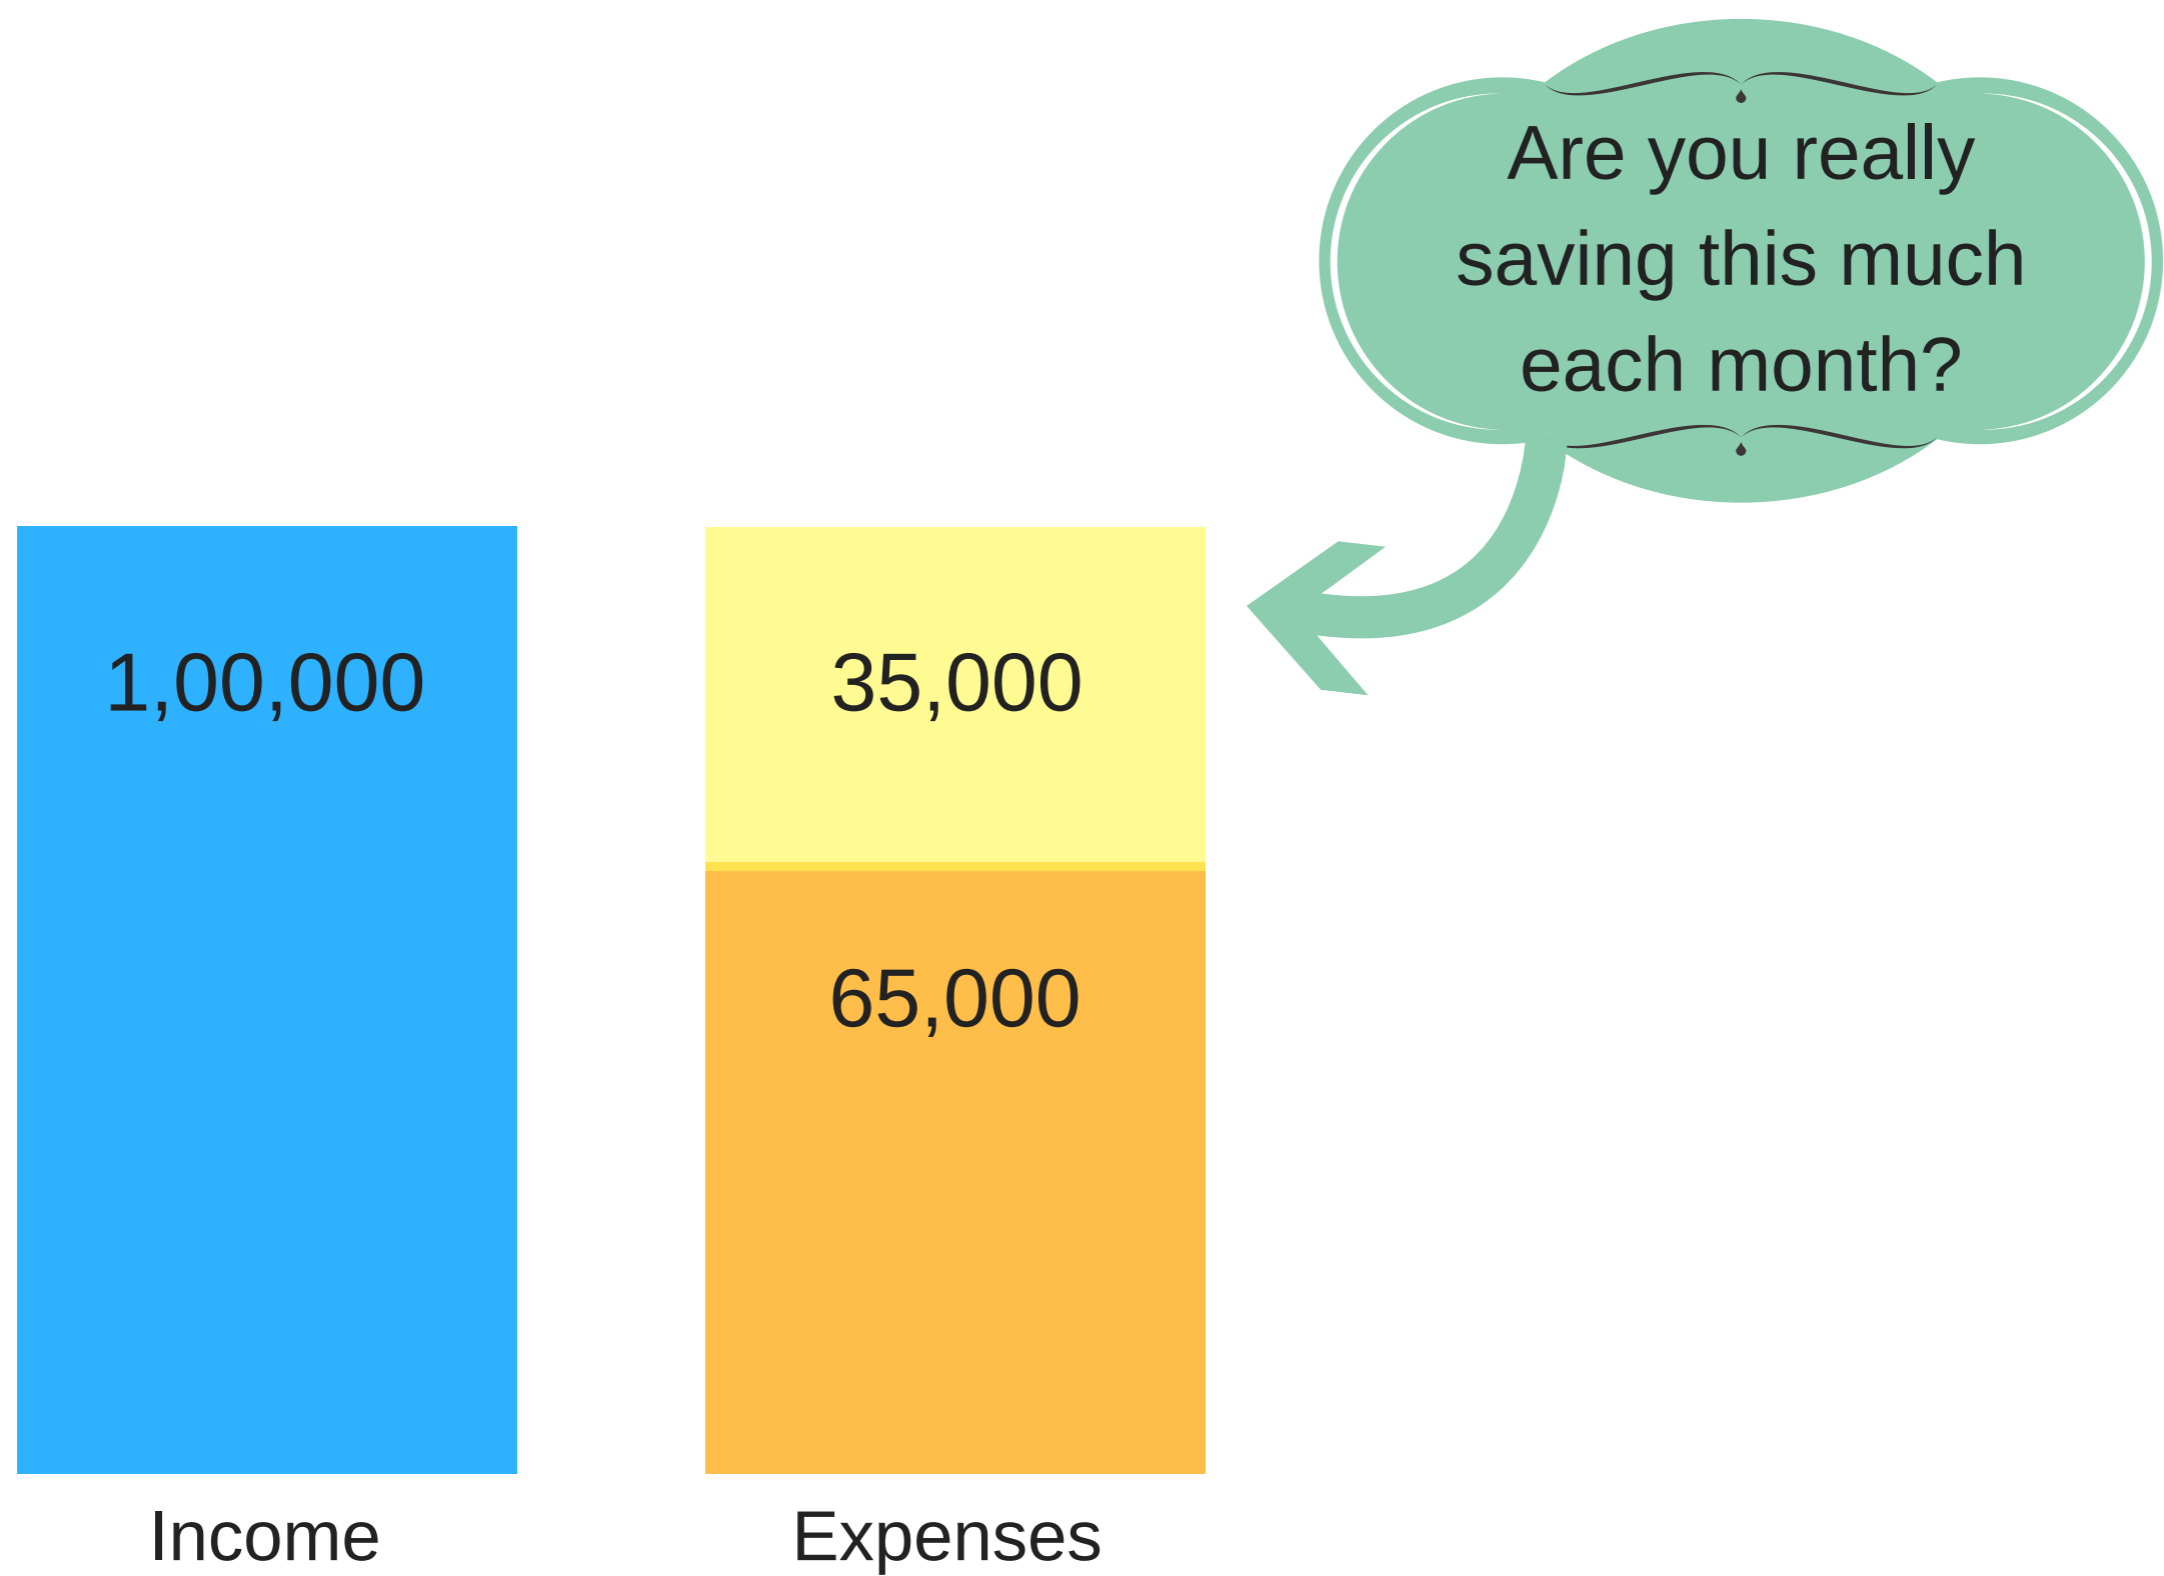 Are you really
saving this much
each month?
1,00,000
35,000
65,000
Income
Expenses